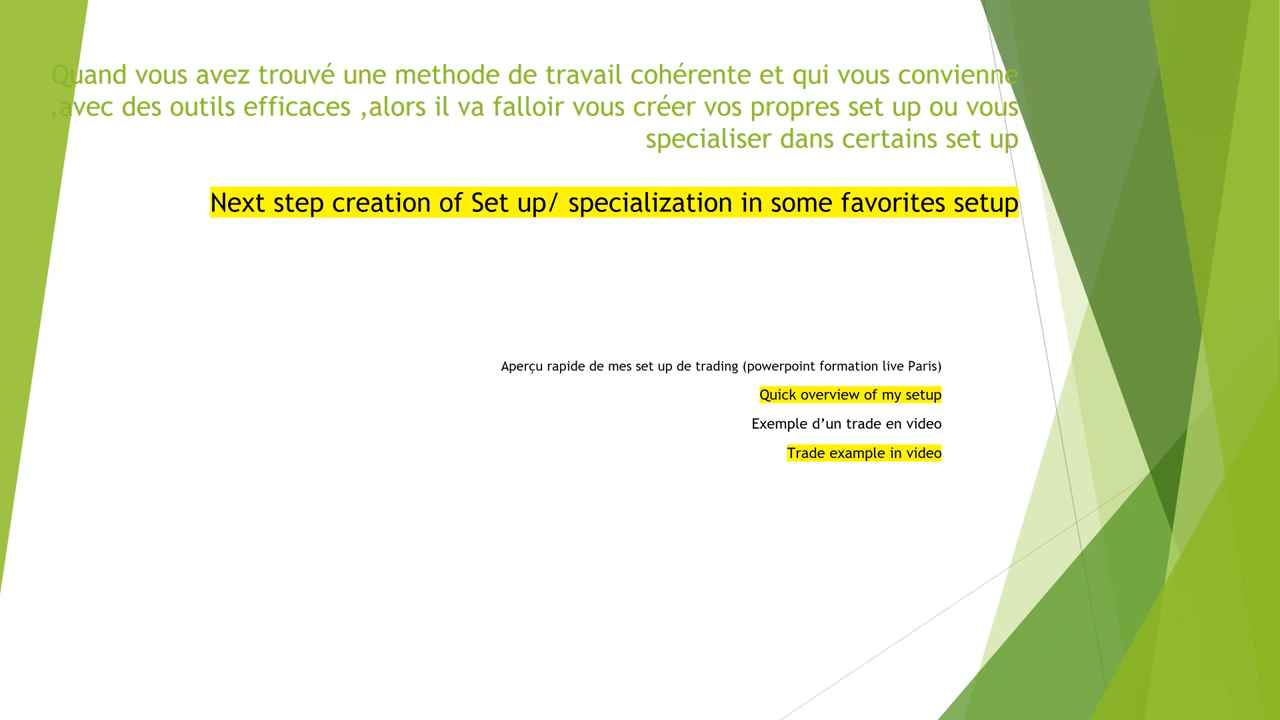 Quand vous avez trouvé une methode de travail cohérente et qui vous convienne
,avec des outils efficaces ,alors il va falloir vous créer vos propres set up ou vous
specialiser dans certains set up
Next step creation of Set up/ specialization in some favorites setup
Aperçu rapide de mes set up de trading (powerpoint formation live Paris)
Quick overview of my setup
Exemple d’un trade en video
Trade example in video